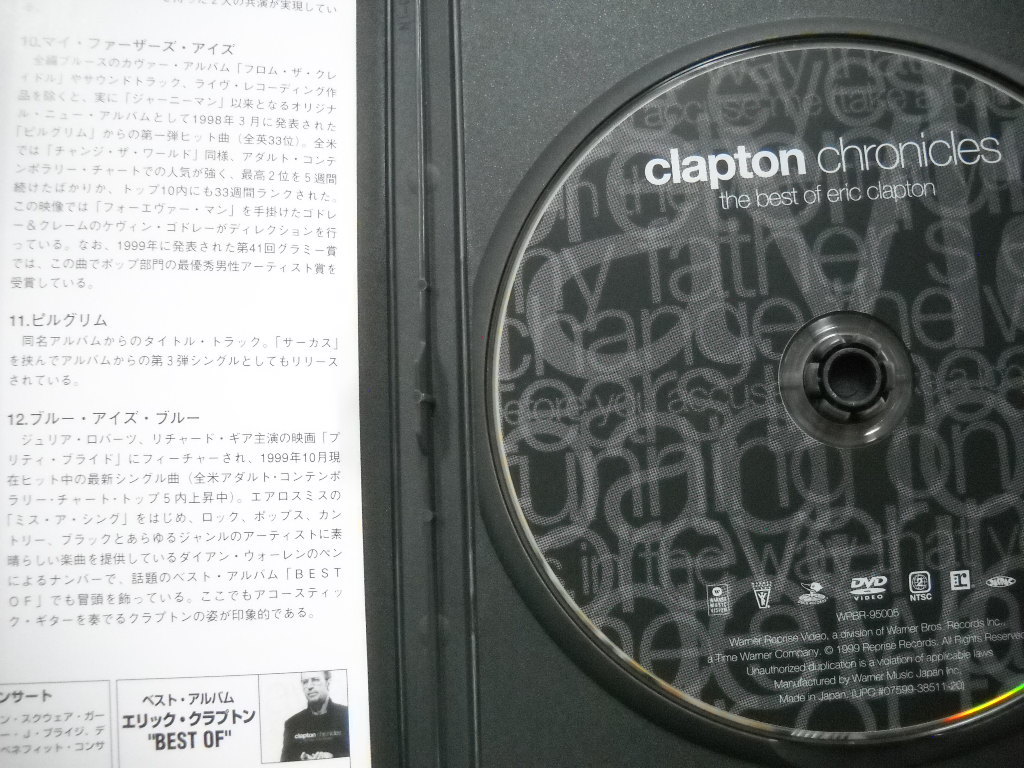 た2人の共演が実現してい
10.マイ・ファーザーズ・アイズ
全編ブルースのカヴァー・アルバム「フロム・ザ・クレ
イドル」やサウンドトラック、ライヴ・レコーディング作
品を除くと、実に「ジャーニーマン」以来となるオリジナ
ル・ニュー・アルバムとして1998年3月に発表された
「ピルグリム」からの第一弾ヒット曲（全英33位）。全米
では「チャンジ・ザ・ワールド」同様、アダルト・コンテ
ンポラリー・チャートでの人気が強く、最高2位を5週間
続けたばかりか、トップ10内にも33週間ランクされた。
この映像では「フォーエヴァー・マン」を手掛けたゴドレ
ー＆クレームのケヴィン・ゴドレーがディレクションを行
っている。なお、1999年に発表された第41回グラミー賞
では、この曲でポップ部門の最優秀男性アーティスト賞を
受賞している。
11.ピルグリム
同名アルバムからのタイトル・トラック。「サーカス」
を挟んでアルバムからの第3弾シングルとしてもリリース
されている。
12.ブルー・アイズ・ブルー
ジュリア・ロバーツ、リチャード・ギア主演の映画「プ
リティ・ブライド」にフィーチャーされ、1999年10月現
在ヒット中の最新シングル曲（全米アダルト・コンテンポ
ラリー・チャート・トップ5内上昇中）。エアロスミスの
「ミス・ア・シング」をはじめ、ロック、ポップス、カン
トリー、ブラックとあらゆるジャンルのアーティストに素
晴らしい楽曲を提供しているダイアン・ウォーレンのペン
によるナンバーで、話題のベスト・アルバム「BEST
OF」でも冒頭を飾っている。ここでもアコースティッ
ク・ギターを奏でるクラプトンの姿が印象的である。
ンサート
ン・スクウェア・ガー
ー・J・ブライジ、デ
ベネフィット・コンサ
ベスト・アルバム
エリック・クラプトン
"BEST OF"
clapton chronicles
clapton chronicles
the best of eric clapton
my father's e
change the w
before you accuse me
running on
DVD
VIDEO
NTSC
WPBR-95005
Warner Reprise Video, a division of Warner Bros. Records Inc.,
a Time Warner Company. © 1999 Reprise Records. All Rights Reserved
Unauthorized duplication is a violation of applicable laws
Manufactured by Warner Music Japan Inc.
Made in Japan. (UPC:#07599-38511-20)